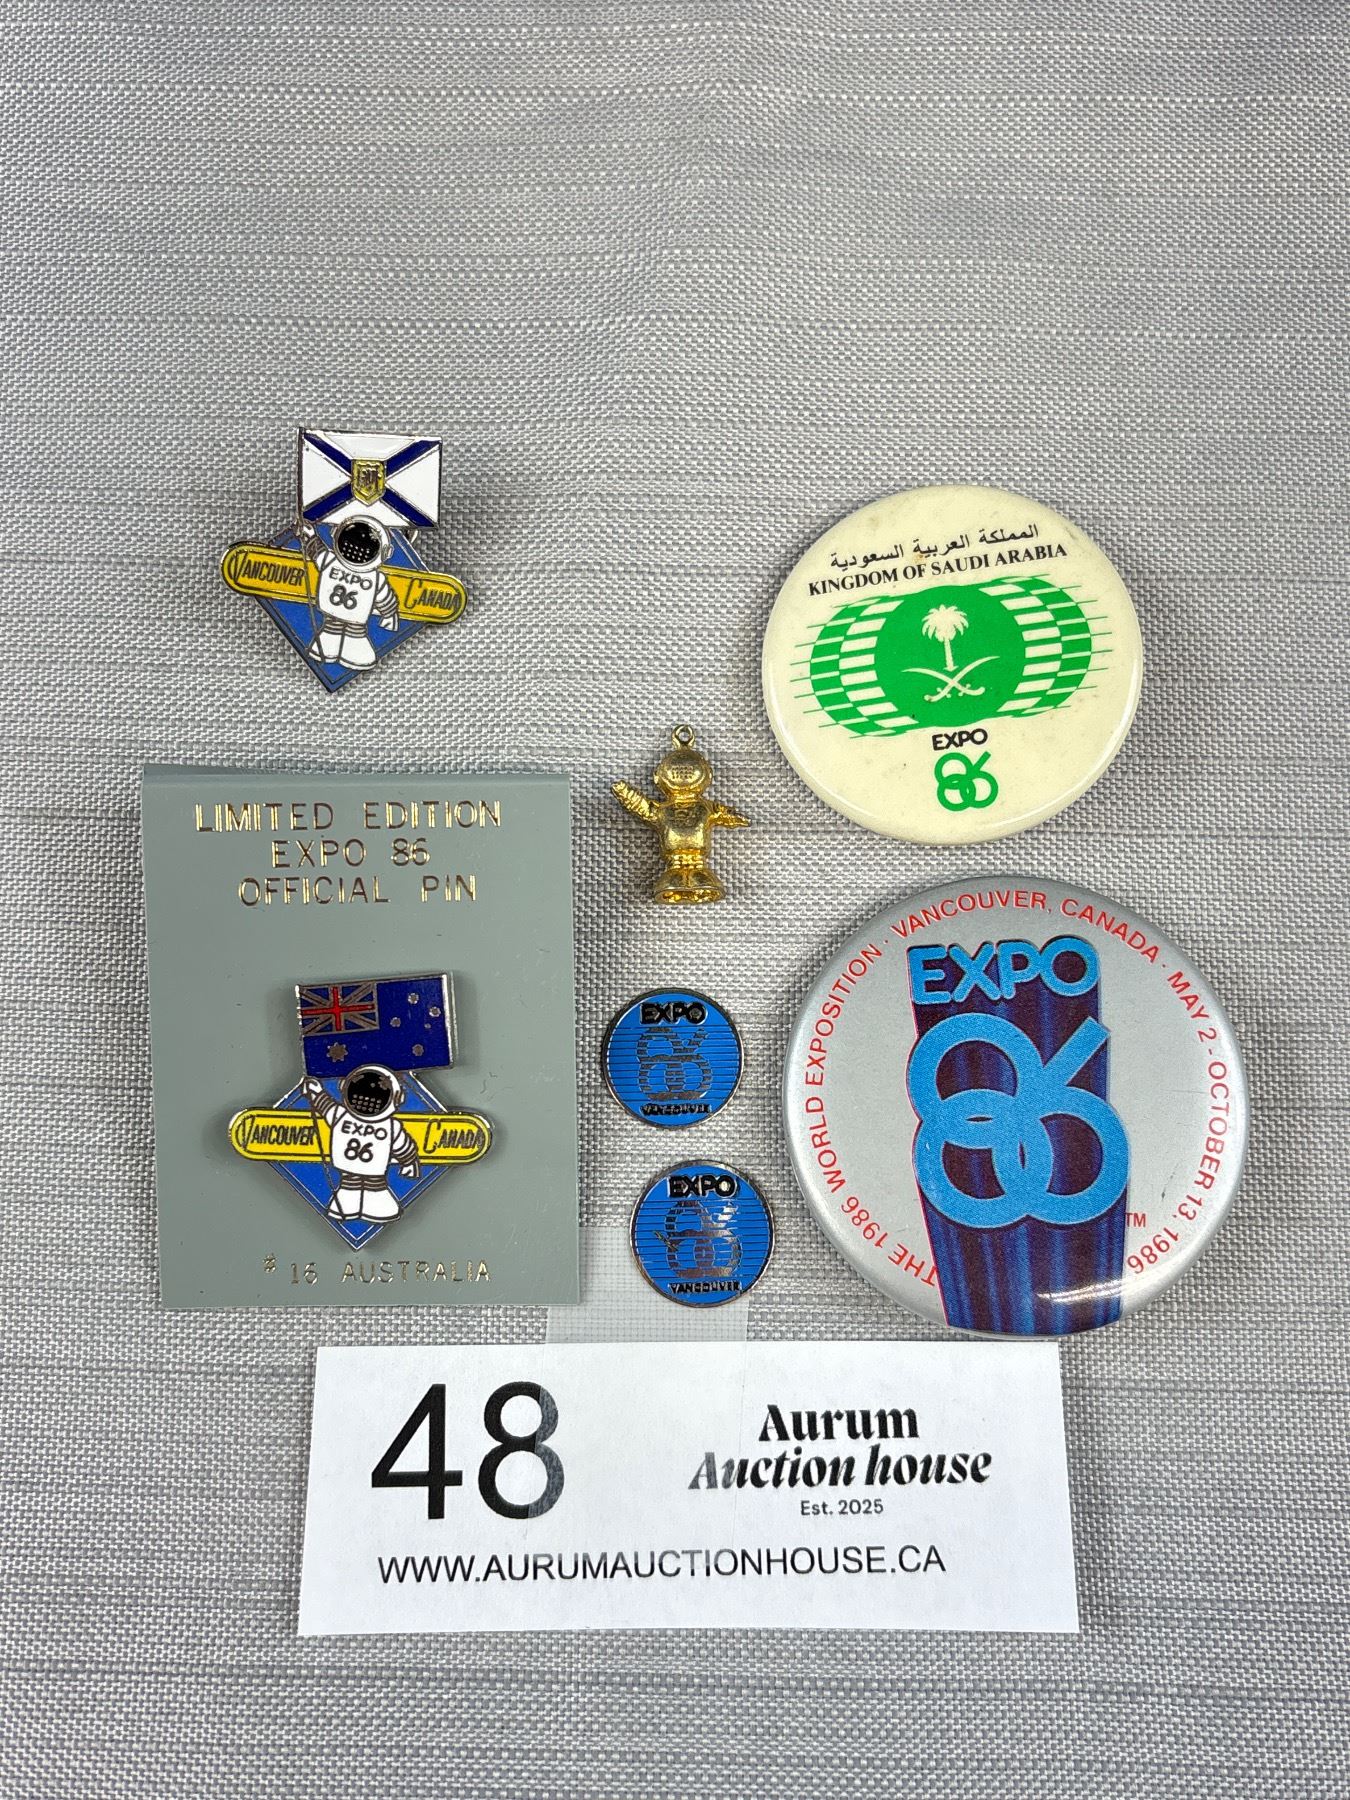 VANCOUVER
CANADA
EXPO
86
المملكة العربية السعودية
KINGDOM OF SAUDI ARABIA
EXPO
86
LIMITED EDITION
EXPO 86
OFFICIAL PIN
VANCOUVER
CANADA
EXPO
86
# 16 AUSTRALIA
EXPO
86
VANCOUVER
EXPO
86
VANCOUVER
THE 1986 WORLD EXPOSITION · VANCOUVER, CANADA · MAY 2 - OCTOBER 13, 1986
EXPO
86
TM
48
Aurum
Auction house
Est. 2025
WWW.AURUMAUCTIONHOUSE.CA